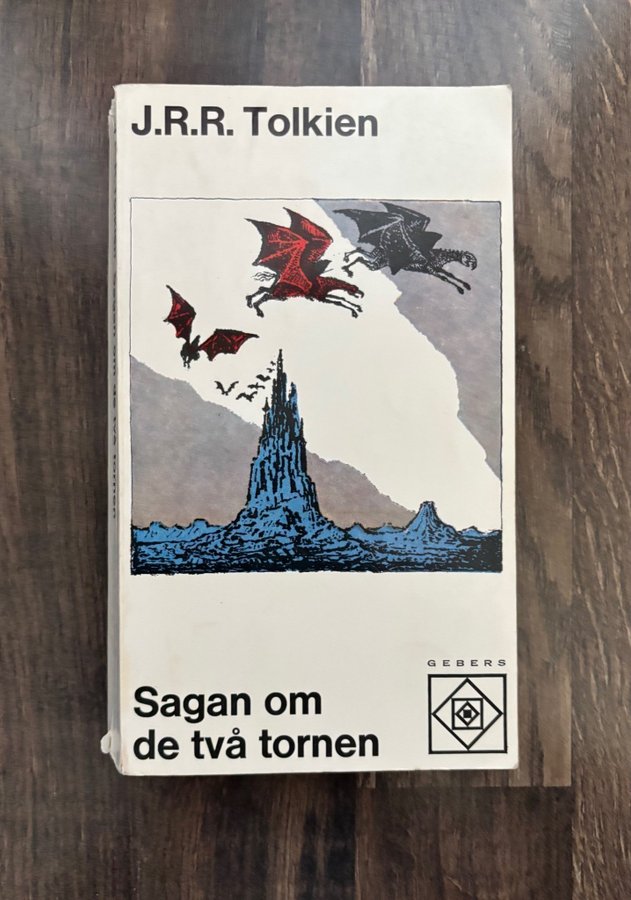 J.R.R. Tolkien
GEBERS
Sagan om
de två tornen